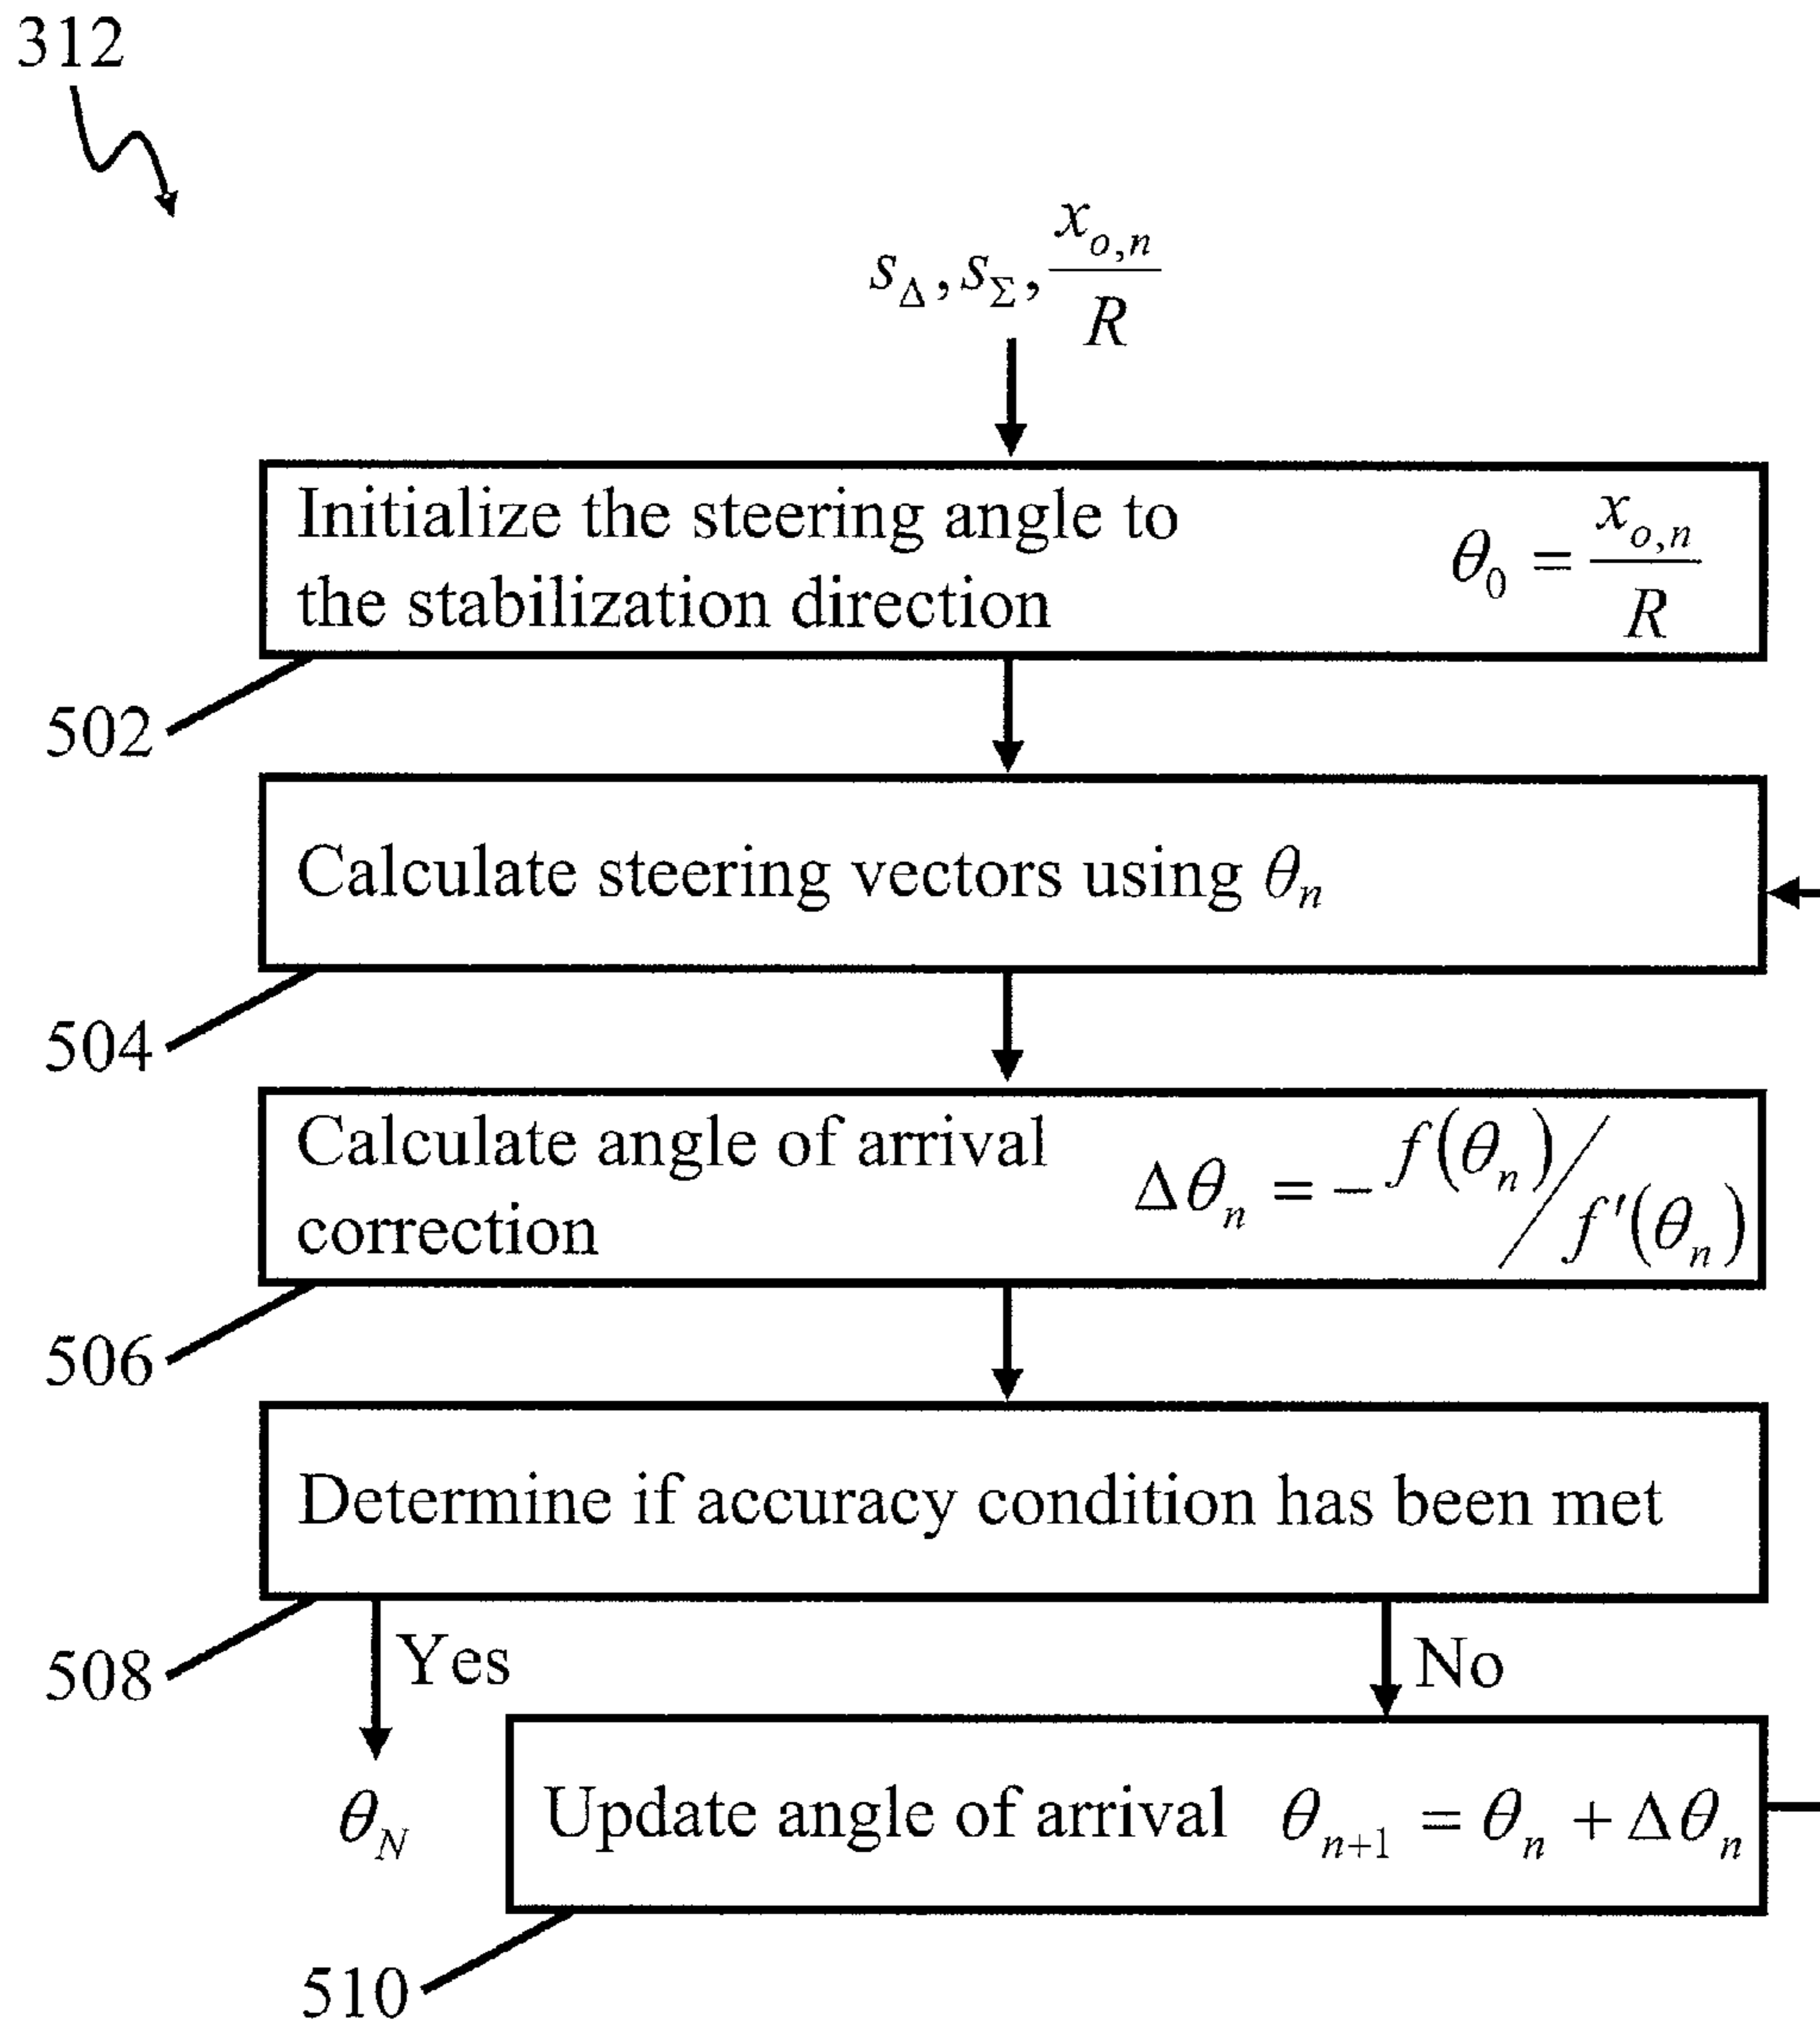 312
s_Δ, s_Σ, x_{o,n}/R
Initialize the steering angle to
the stabilization direction
θ_0 = x_{o,n}/R
502
Calculate steering vectors using θ_n
504
Calculate angle of arrival
correction
Δθ_n = −f(θ_n)/f′(θ_n)
506
Determine if accuracy condition has been met
508
Yes
No
θ_N
Update angle of arrival θ_{n+1} = θ_n + Δθ_n
510